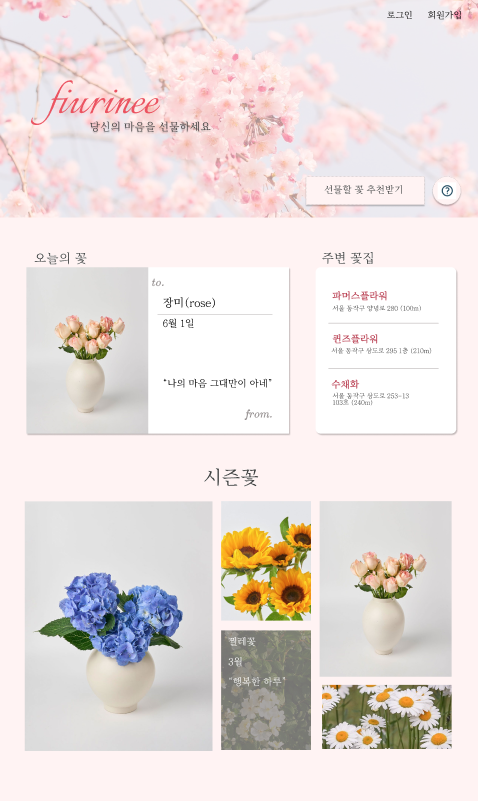 로그인 회원가입
fiurinee
당신의 마음을 선물하세요
선물할 꽃 추천받기
오늘의 꽃
to.
장미(rose)
6월 1일
“나의 마음 그대만이 아네”
from.
주변 꽃집
파머스플라워
서울 동작구 양녕로 280 (100m)
퀸즈플라워
서울 동작구 상도로 295 1층 (210m)
수채화
서울 동작구 상도로 253-13
103호 (240m)
시즌꽃
찔레꽃
3월
“행복한 하루”